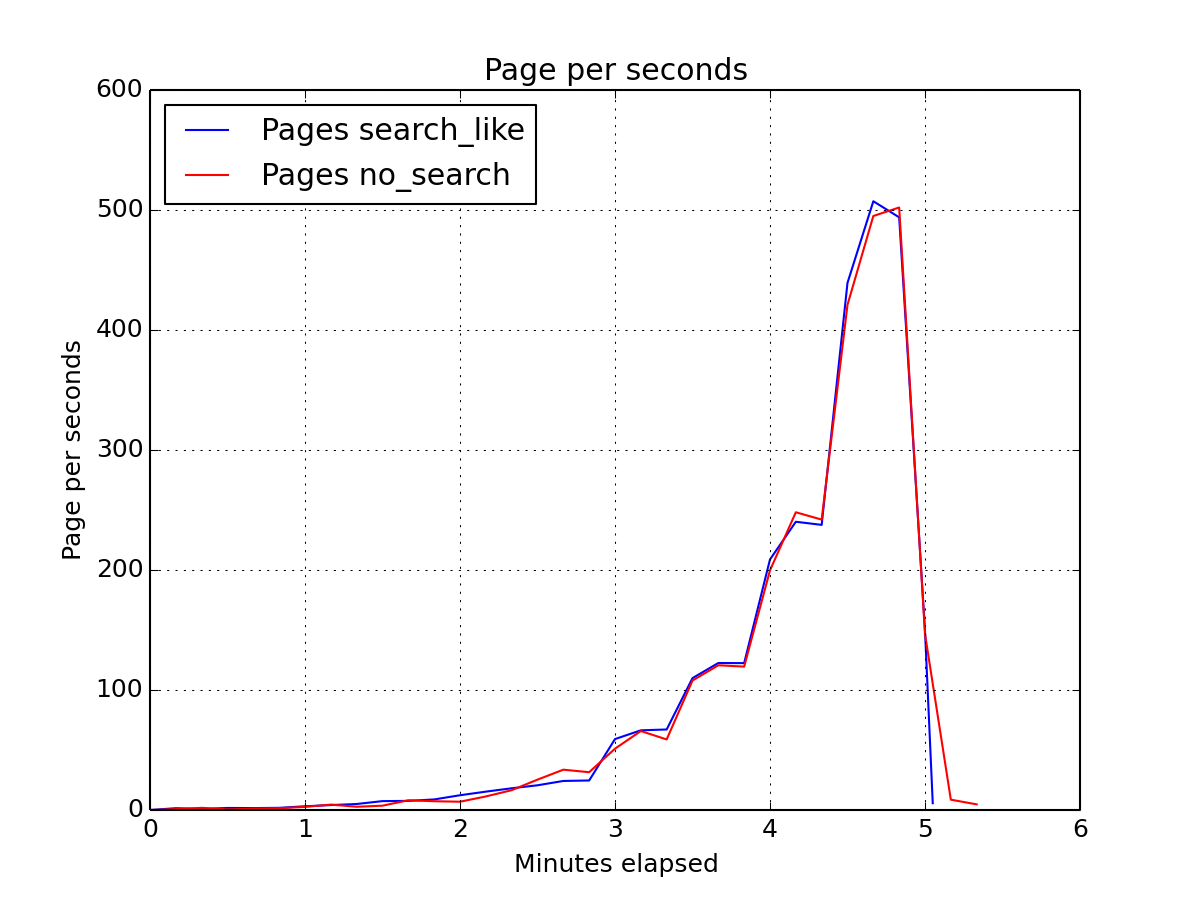 Page per seconds
Pages search_like
Pages no_search
600
500
400
300
200
100
0
Page per seconds
0 1 2 3 4 5 6
Minutes elapsed